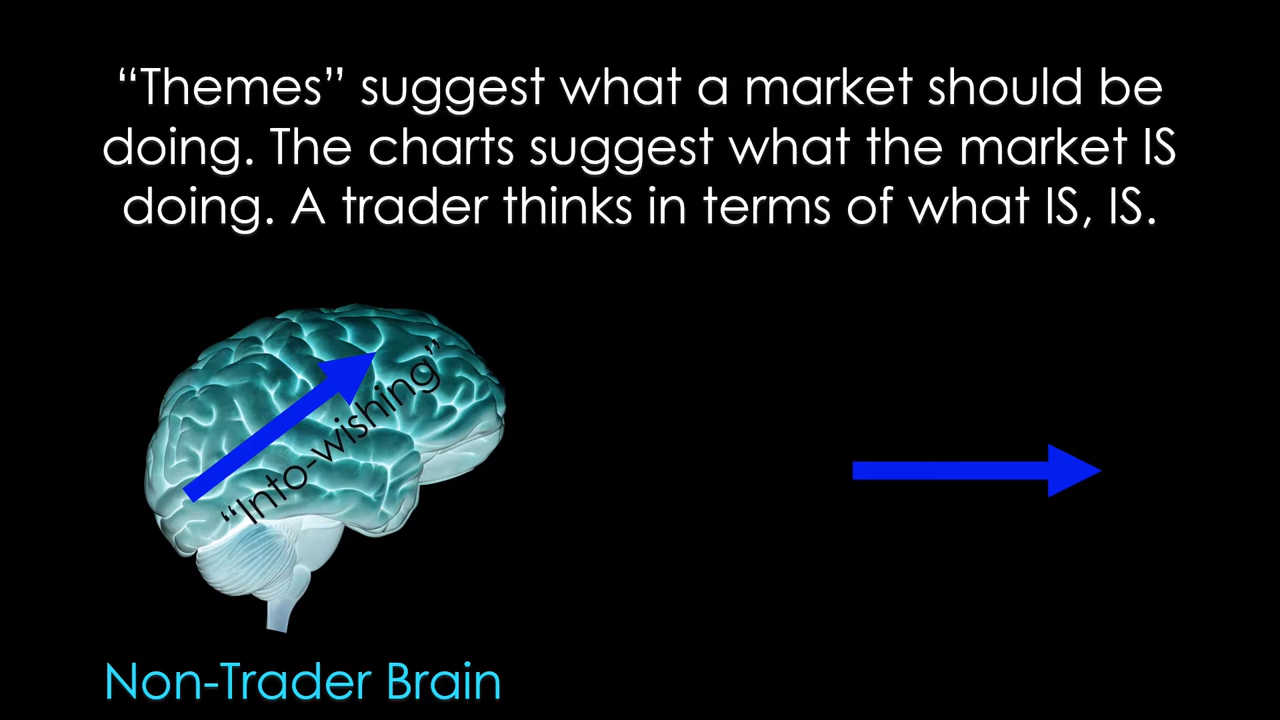 “Themes” suggest what a market should be
doing. The charts suggest what the market IS
doing. A trader thinks in terms of what IS, IS.
“Into-wishing”
Non-Trader Brain